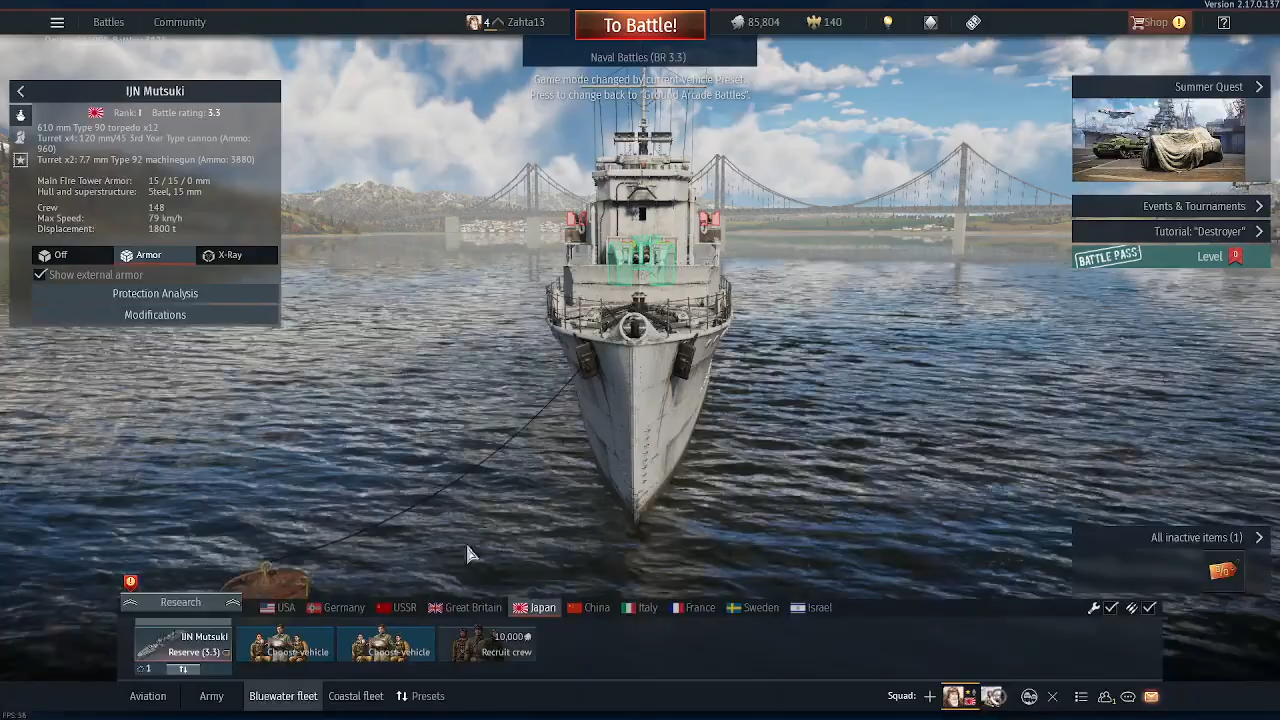 Version 2.17.0.137
Battles
Community
4
Zahta13
To Battle!
85,804
140
Shop
Naval Battles (BR 3.3)
Game mode changed by current Vehicle Preset.
Press to change back to "Ground Arcade Battles".
IJN Mutsuki
Rank: I
Battle rating: 3.3
610 mm Type 90 torpedo x12
Turret x4: 120 mm/45 3rd Year Type cannon (Ammo:
960)
Turret x2: 7.7 mm Type 92 machinegun (Ammo: 3880)
Main Fire Tower Armor: 15 / 15 / 0 mm
Hull and superstructure: Steel, 15 mm
Crew 148
Max Speed: 79 km/h
Displacement: 1800 t
Off
Armor
X-Ray
Show external armor
Protection Analysis
Modifications
Summer Quest
Events & Tournaments
Tutorial: "Destroyer"
BATTLE PASS
Level 0
All inactive items (1)
Research
USA
Germany
USSR
Great Britain
Japan
China
Italy
France
Sweden
Israel
IJN Mutsuki
Reserve (3.3)
1
Choose vehicle
Choose vehicle
10,000
Recruit crew
Aviation
Army
Bluewater fleet
Coastal fleet
Presets
Squad:
1
FPS: 56